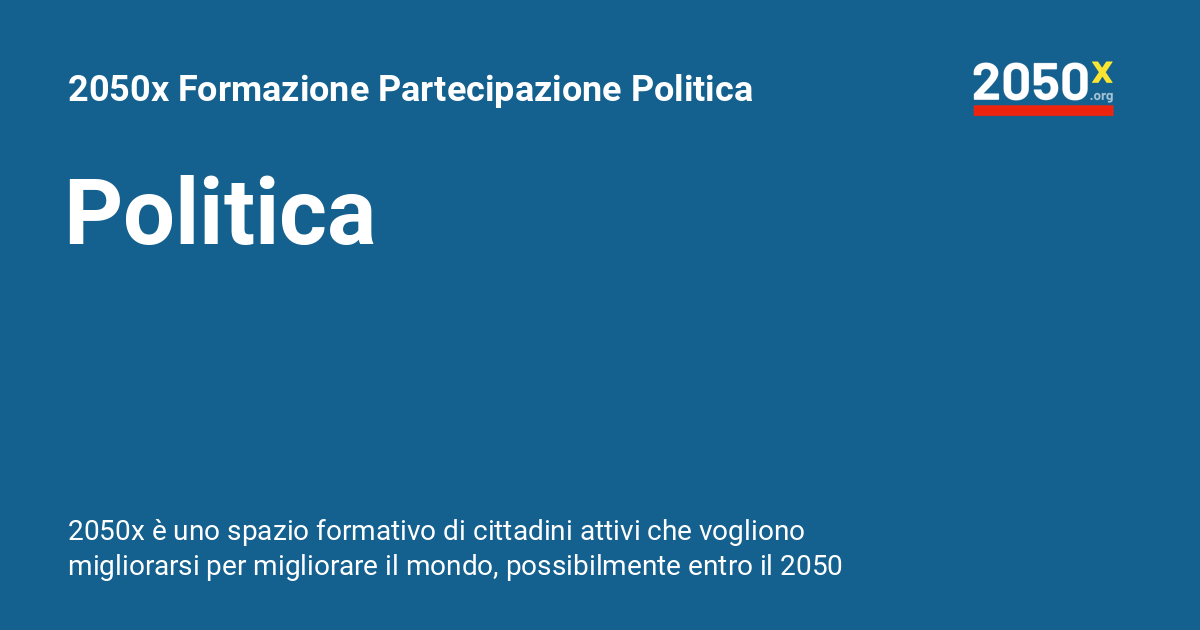 2050x Formazione Partecipazione Politica
2050x
.org
Politica
2050x è uno spazio formativo di cittadini attivi che vogliono
migliorarsi per migliorare il mondo, possibilmente entro il 2050